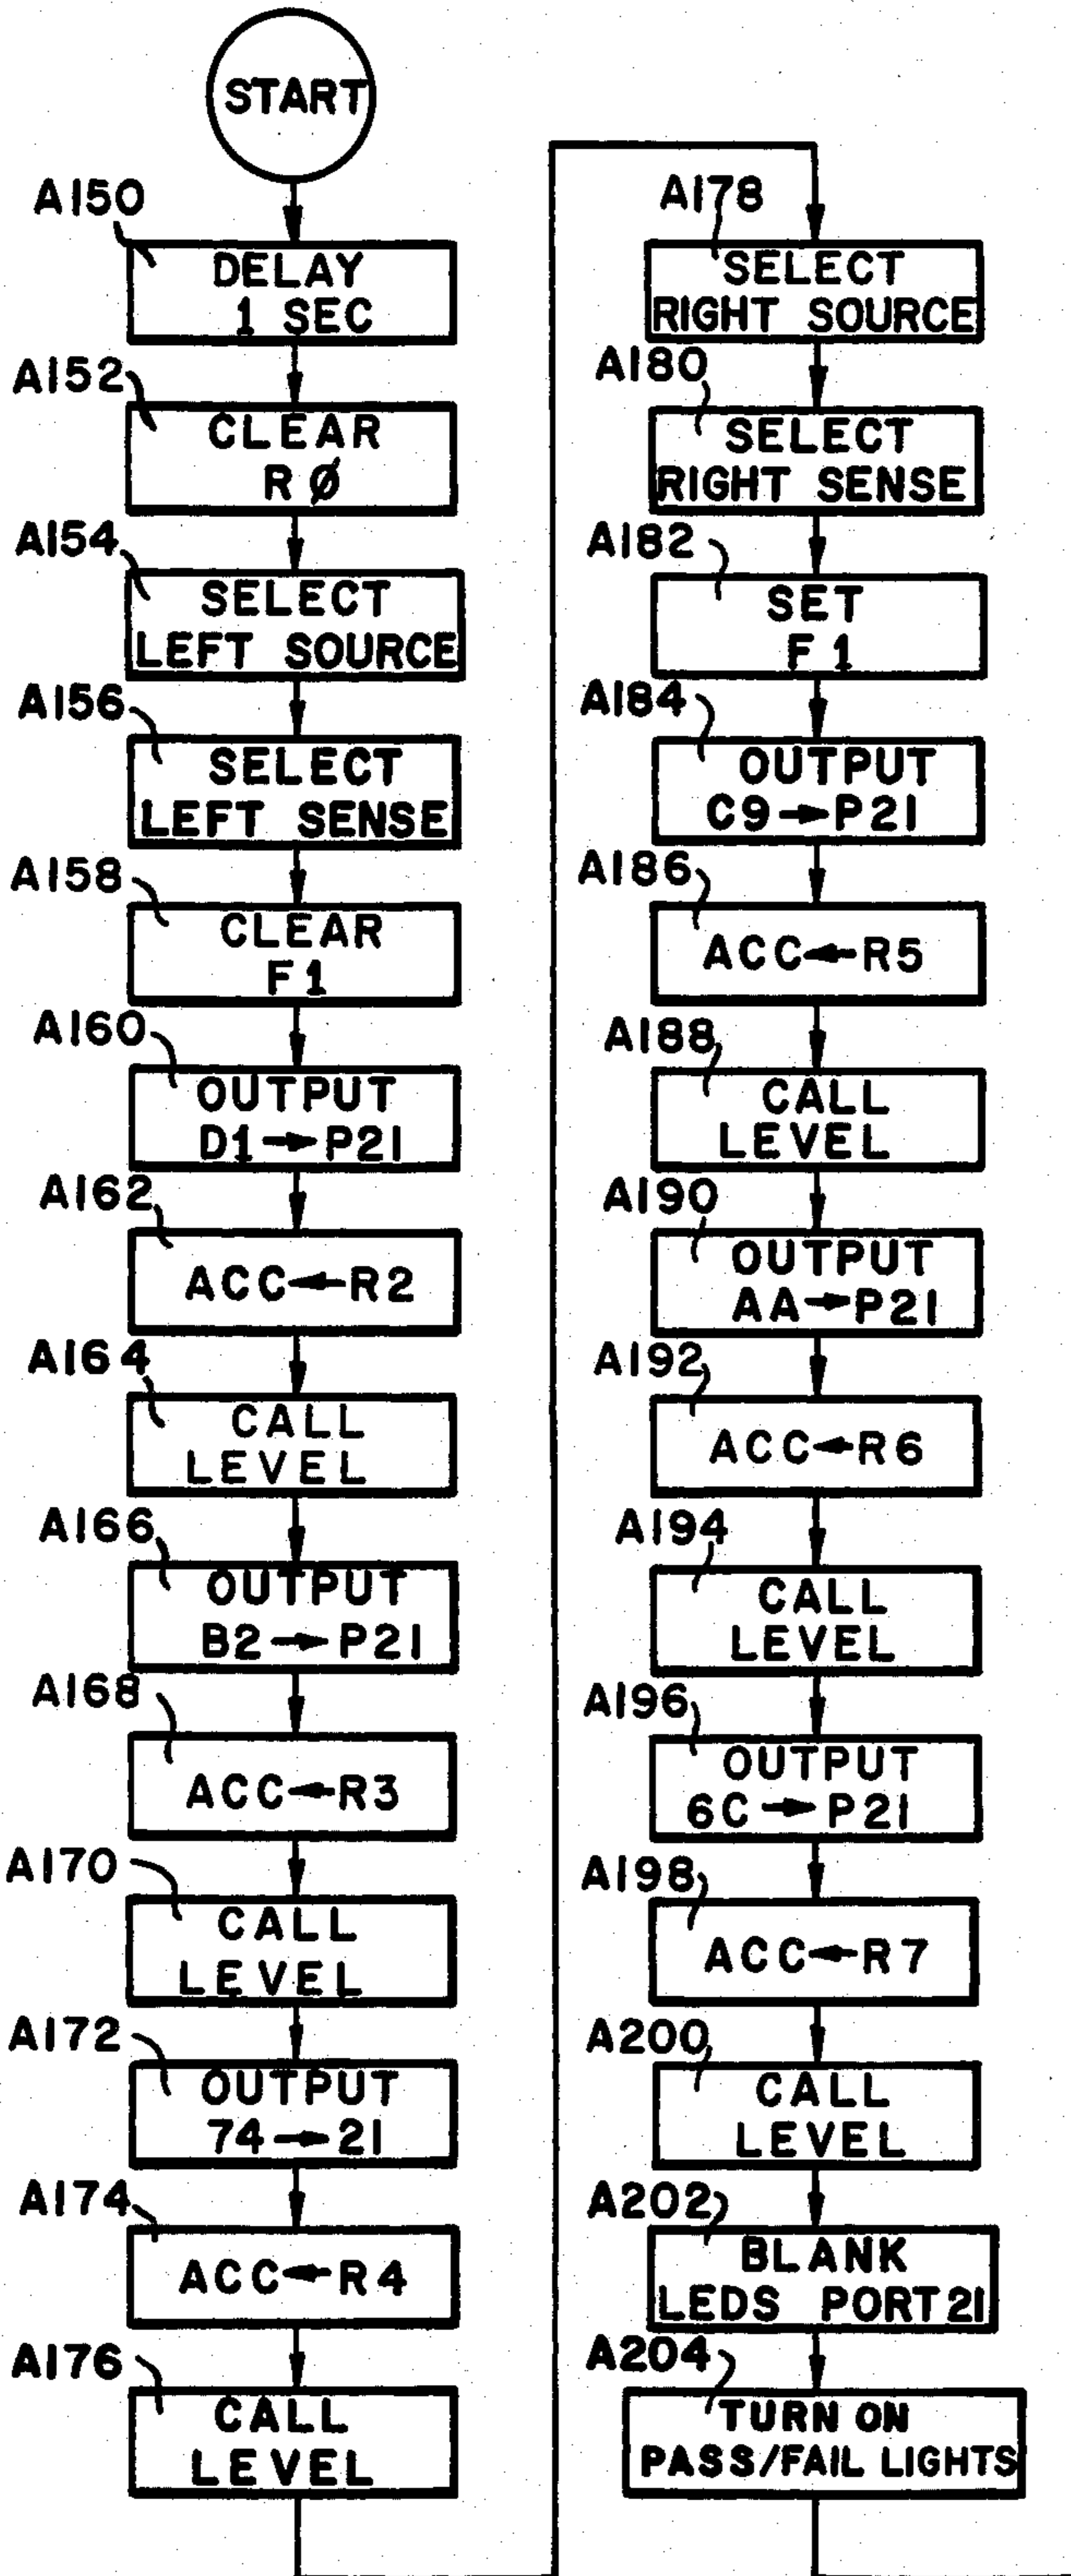 START
A150
DELAY
1 SEC
A152
CLEAR
RØ
A154
SELECT
LEFT SOURCE
A156
SELECT
LEFT SENSE
A158
CLEAR
F1
A160
OUTPUT
D1→P21
A162
ACC←R2
A164
CALL
LEVEL
A166
OUTPUT
B2→P21
A168
ACC←R3
A170
CALL
LEVEL
A172
OUTPUT
74→21
A174
ACC←R4
A176
CALL
LEVEL
A178
SELECT
RIGHT SOURCE
A180
SELECT
RIGHT SENSE
A182
SET
F1
A184
OUTPUT
C9→P21
A186
ACC←R5
A188
CALL
LEVEL
A190
OUTPUT
AA→P21
A192
ACC←R6
A194
CALL
LEVEL
A196
OUTPUT
6C→P21
A198
ACC←R7
A200
CALL
LEVEL
A202
BLANK
LEDS PORT 21
A204
TURN ON
PASS/FAIL LIGHTS